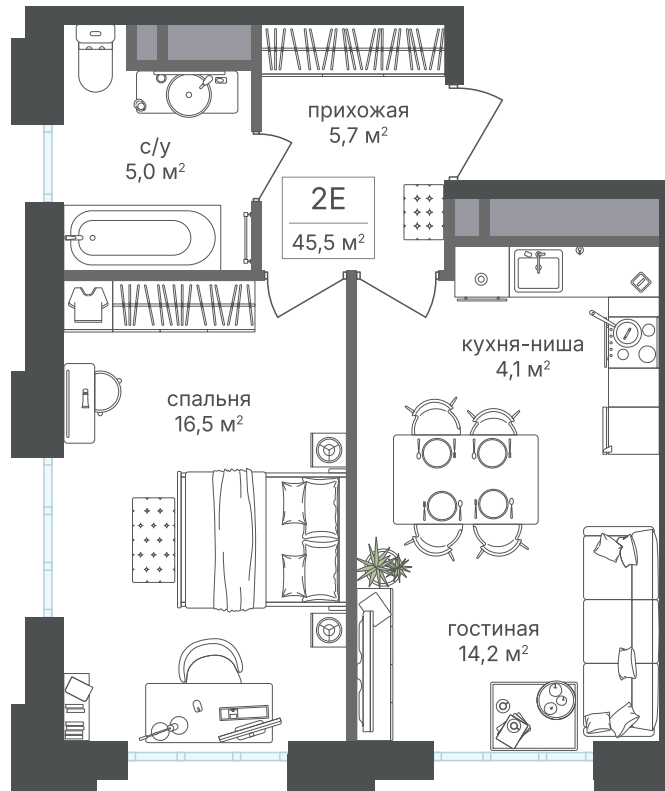 прихожая
5,7 м²
с/у
5,0 м²
2Е
45,5 м²
кухня-ниша
4,1 м²
спальня
16,5 м²
гостиная
14,2 м²